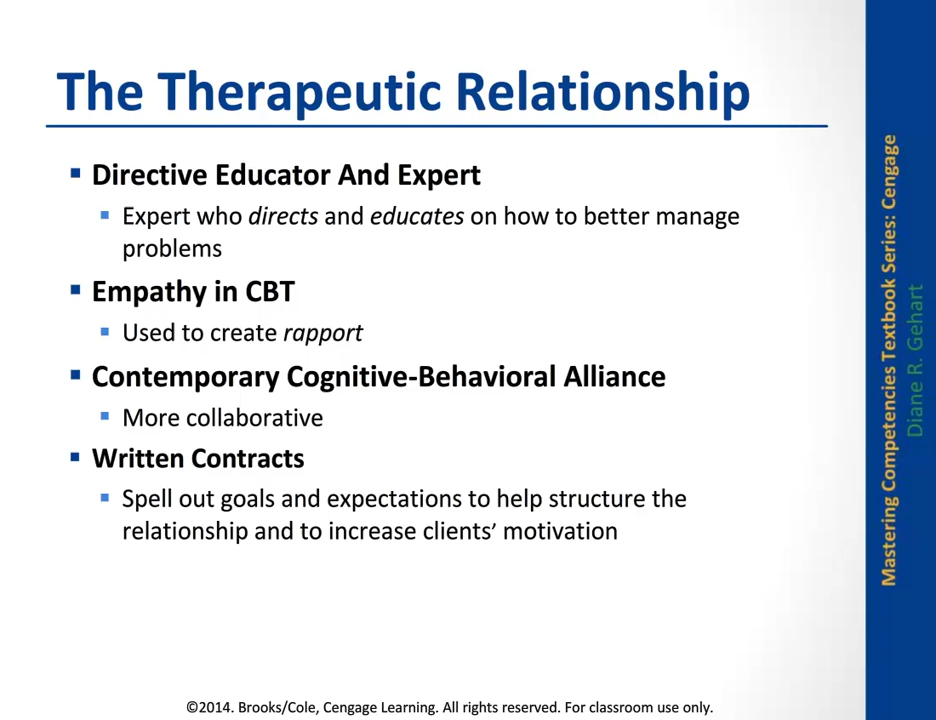 The Therapeutic Relationship
Directive Educator And Expert
Expert who directs and educates on how to better manage
problems
Empathy in CBT
Used to create rapport
Contemporary Cognitive-Behavioral Alliance
More collaborative
Written Contracts
Spell out goals and expectations to help structure the
relationship and to increase clients’ motivation
©2014. Brooks/Cole, Cengage Learning. All rights reserved. For classroom use only.
Mastering Competencies Textbook Series: Cengage
Diane R. Gehart